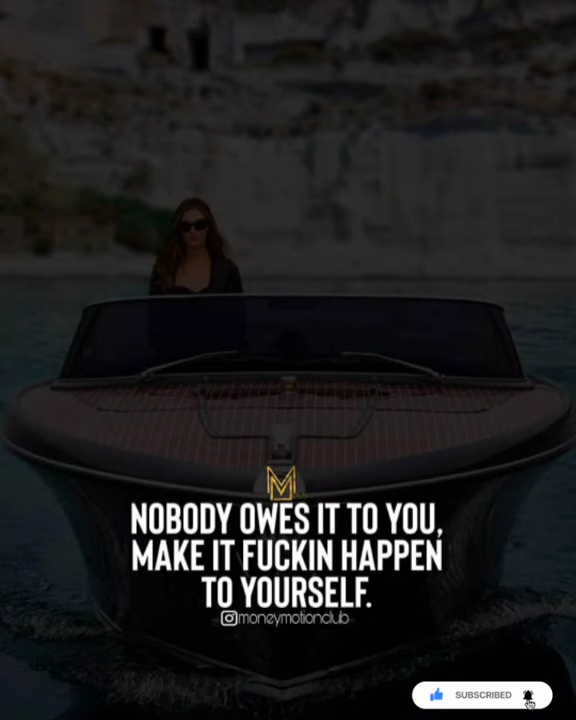 NOBODY OWES IT TO YOU,
MAKE IT FUCKIN HAPPEN
TO YOURSELF.
moneymotionclub
SUBSCRIBED